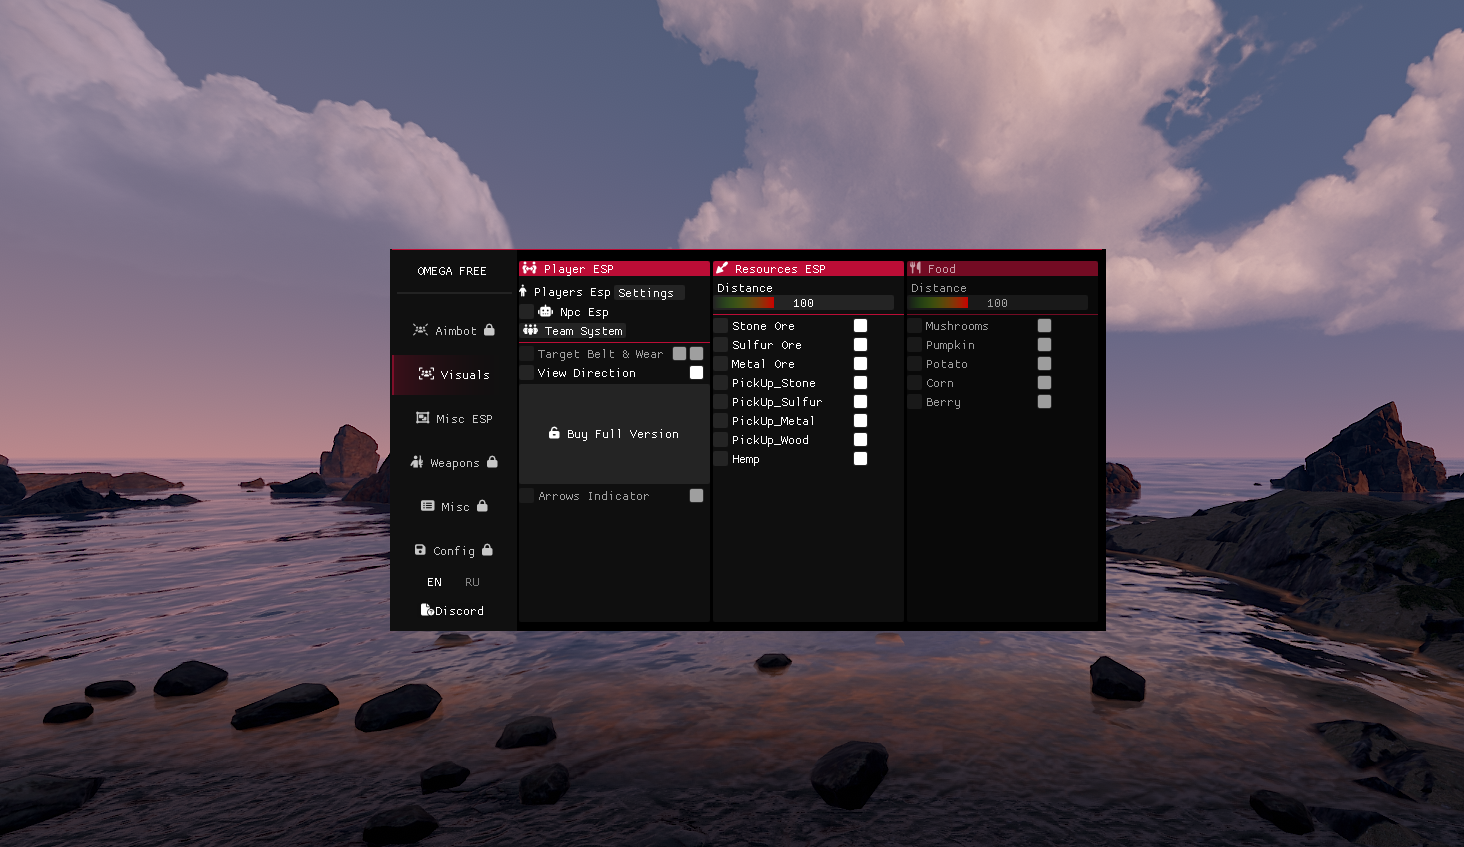 OMEGA FREE
Aimbot
Visuals
Misc ESP
Weapons
Misc
Config
EN RU
Discord
Player ESP
Players Esp Settings
Npc Esp
Team System
Target Belt & Wear
View Direction
Buy Full Version
Arrows Indicator
Resources ESP
Distance
100
Stone Ore
Sulfur Ore
Metal Ore
PickUp_Stone
PickUp_Sulfur
PickUp_Metal
PickUp_Wood
Hemp
Food
Distance
100
Mushrooms
Pumpkin
Potato
Corn
Berry